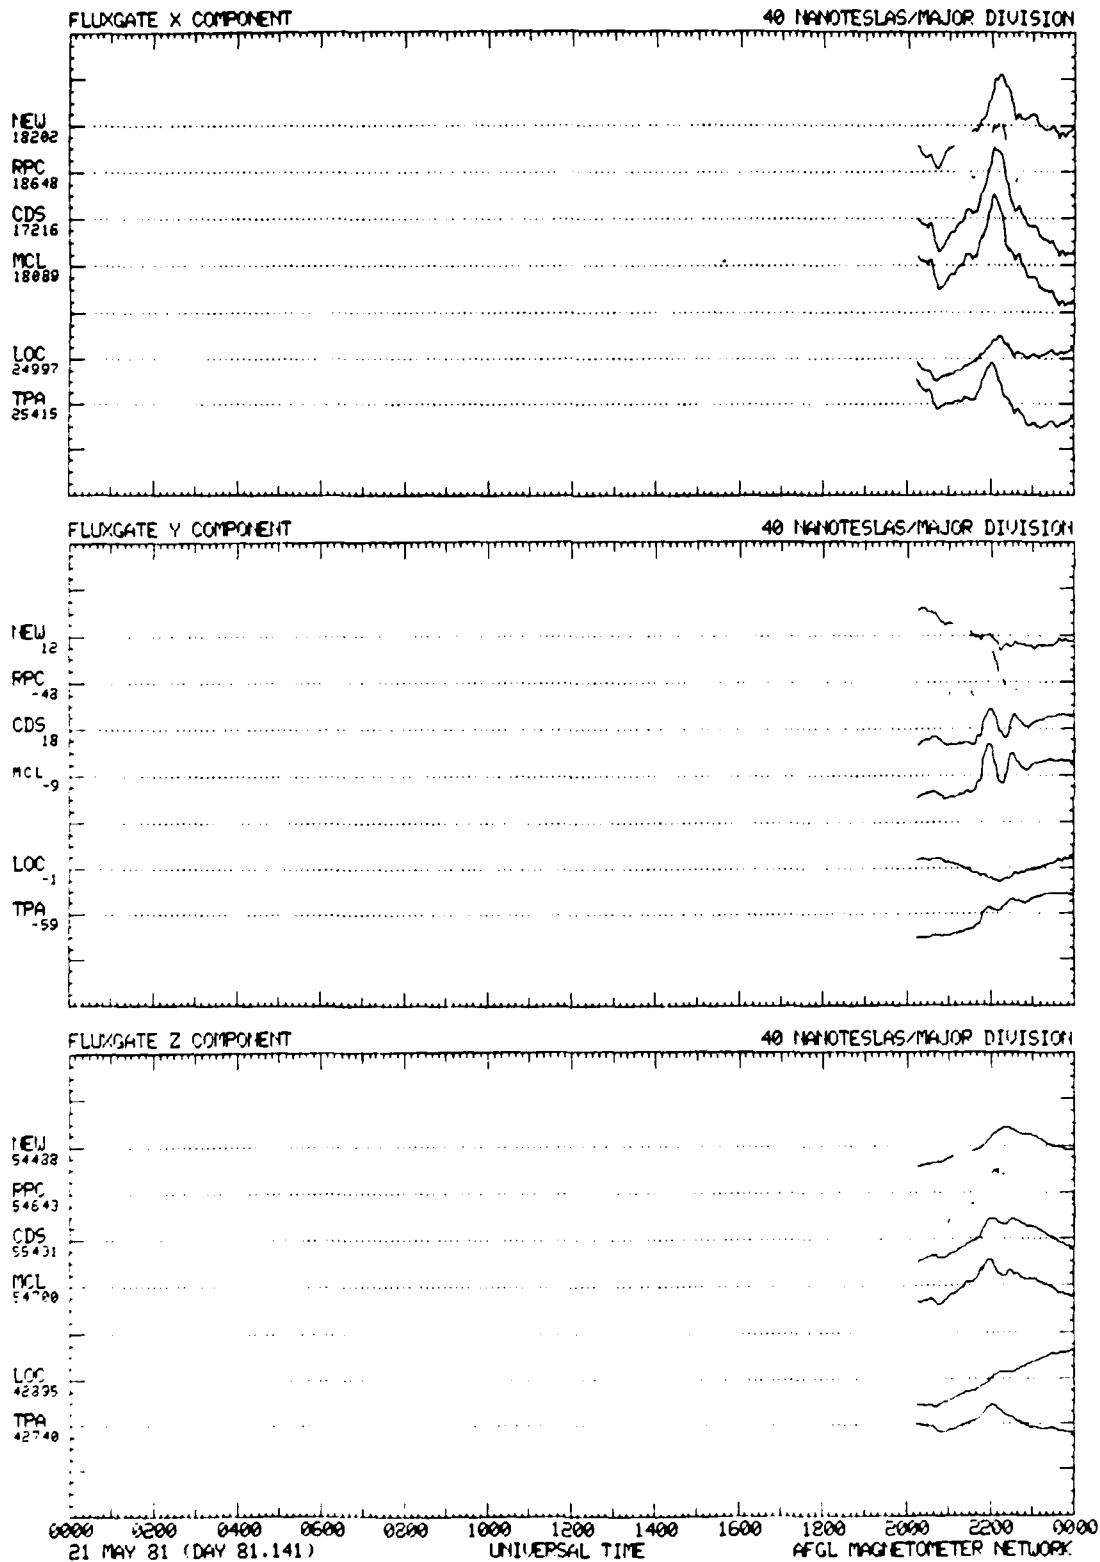 FLUXGATE X COMPONENT 40 NANOTESLAS/MAJOR DIVISION
NEW
18202
RPC
18648
CDS
17216
MCL
18089
LOC
24997
TPA
25415
FLUXGATE Y COMPONENT 40 NANOTESLAS/MAJOR DIVISION
NEW
12
RPC
-43
CDS
18
MCL
-9
LOC
-1
TPA
-59
FLUXGATE Z COMPONENT 40 NANOTESLAS/MAJOR DIVISION
NEW
54438
RPC
54643
CDS
55431
MCL
LOC
TPA
42740
0000 0200 0400 0600 0800 1000 1200 1400 1600 1800 2000 2200 0000
21 MAY 81 (DAY 81.141) UNIVERSAL TIME AFGL MAGNETOMETER NETWORK